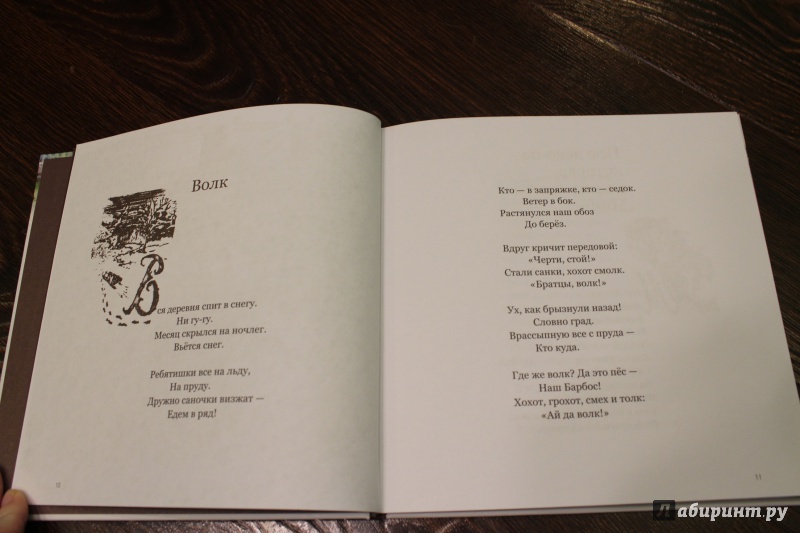 Волк
Вся деревня спит в снегу.
Ни гу-гу.
Месяц скрылся на ночлег.
Вьётся снег.
Ребятишки все на льду,
На пруду.
Дружно саночки визжат —
Едем в ряд!
10
Кто — в запряжке, кто — седок.
Ветер в бок.
Растянулся наш обоз
До берёз.
Вдруг кричит передовой:
«Черти, стой!»
Стали санки, хохот смолк.
«Братцы, волк!»
Ух, как брызнули назад!
Словно град.
Врассыпную все с пруда —
Кто куда.
Где же волк? Да это пёс —
Наш Барбос!
Хохот, грохот, смех и толк:
«Ай да волк!»
11
Лабиринт.ру